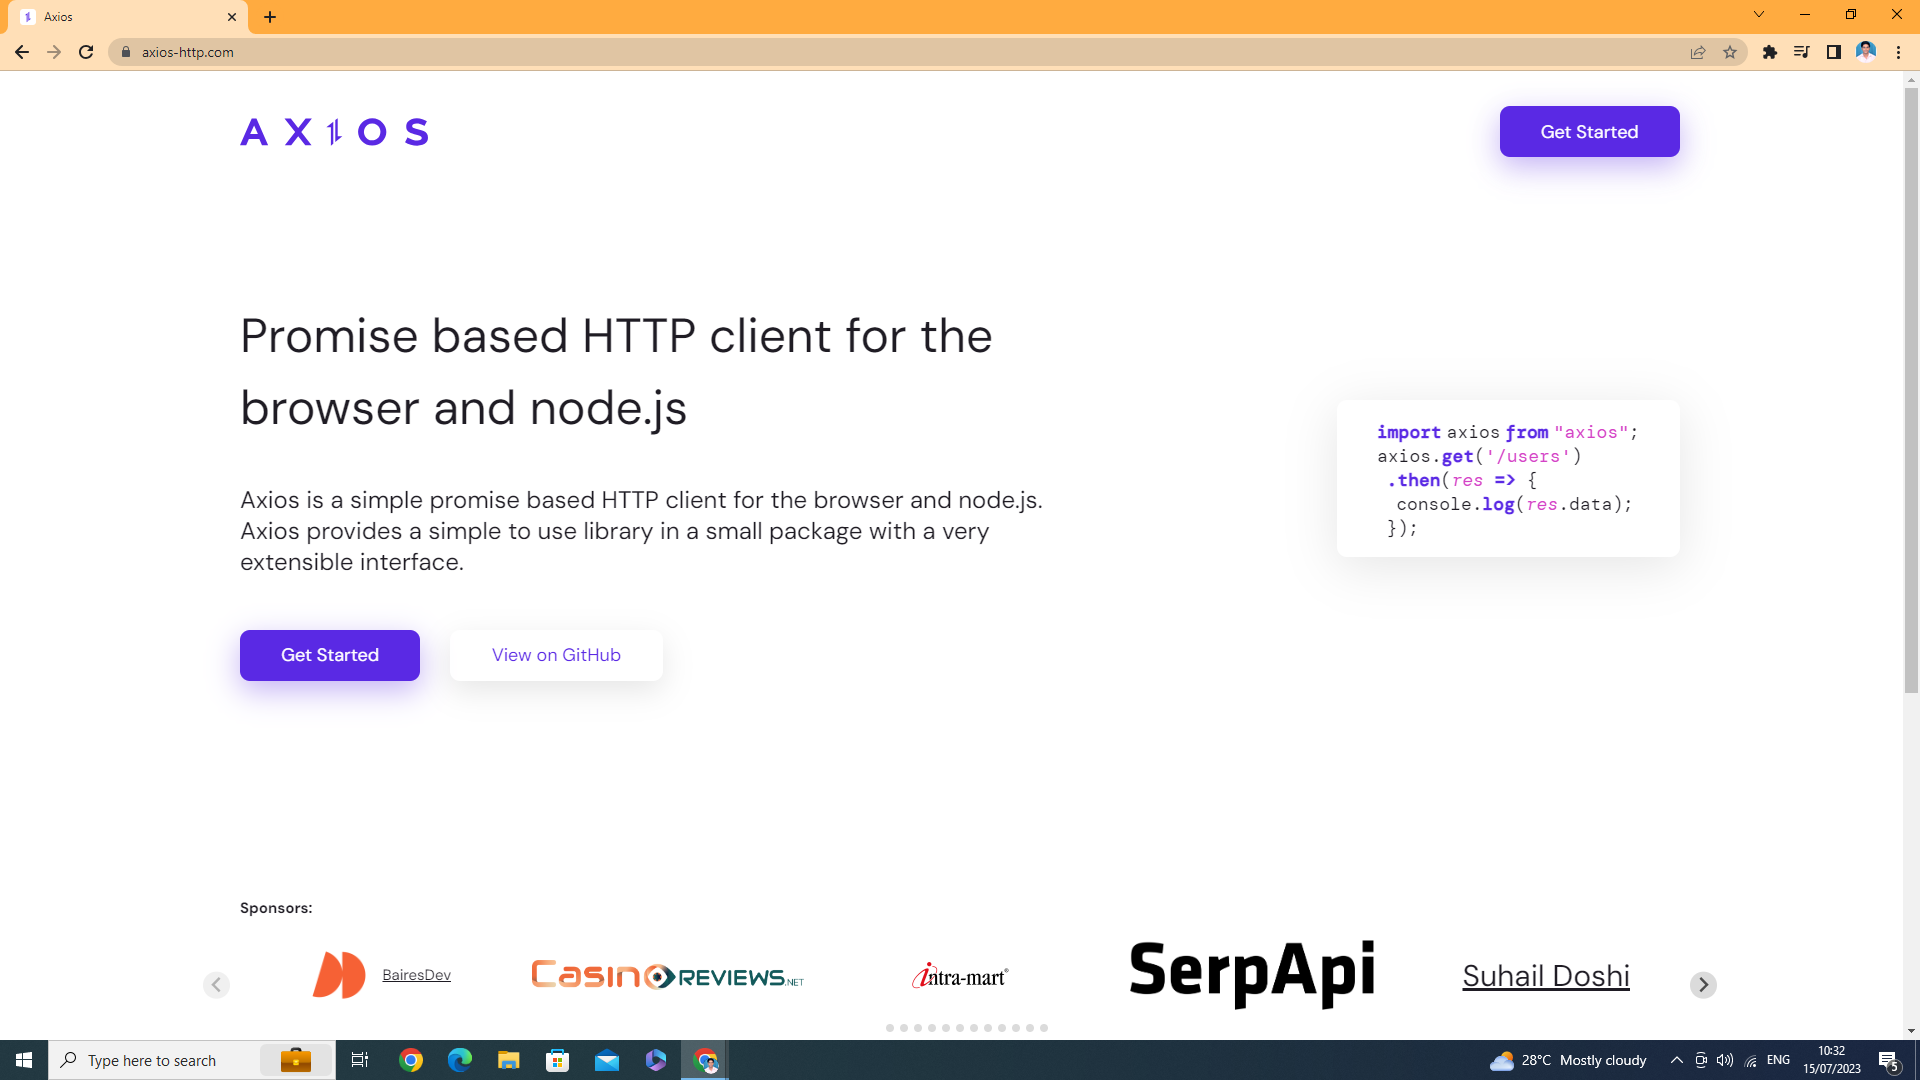 Axios
axios-http.com
AXIOS
Get Started
Promise based HTTP client for the
browser and node.js
Axios is a simple promise based HTTP client for the browser and node.js.
Axios provides a simple to use library in a small package with a very
extensible interface.
Get Started
View on GitHub
import axios from "axios";
axios.get('/users')
.then(res => {
console.log(res.data);
});
Sponsors:
BairesDev
Casino REVIEWS.NET
intra-mart®
SerpApi
Suhail Doshi
Type here to search
28°C Mostly cloudy
ENG
10:32
15/07/2023
5